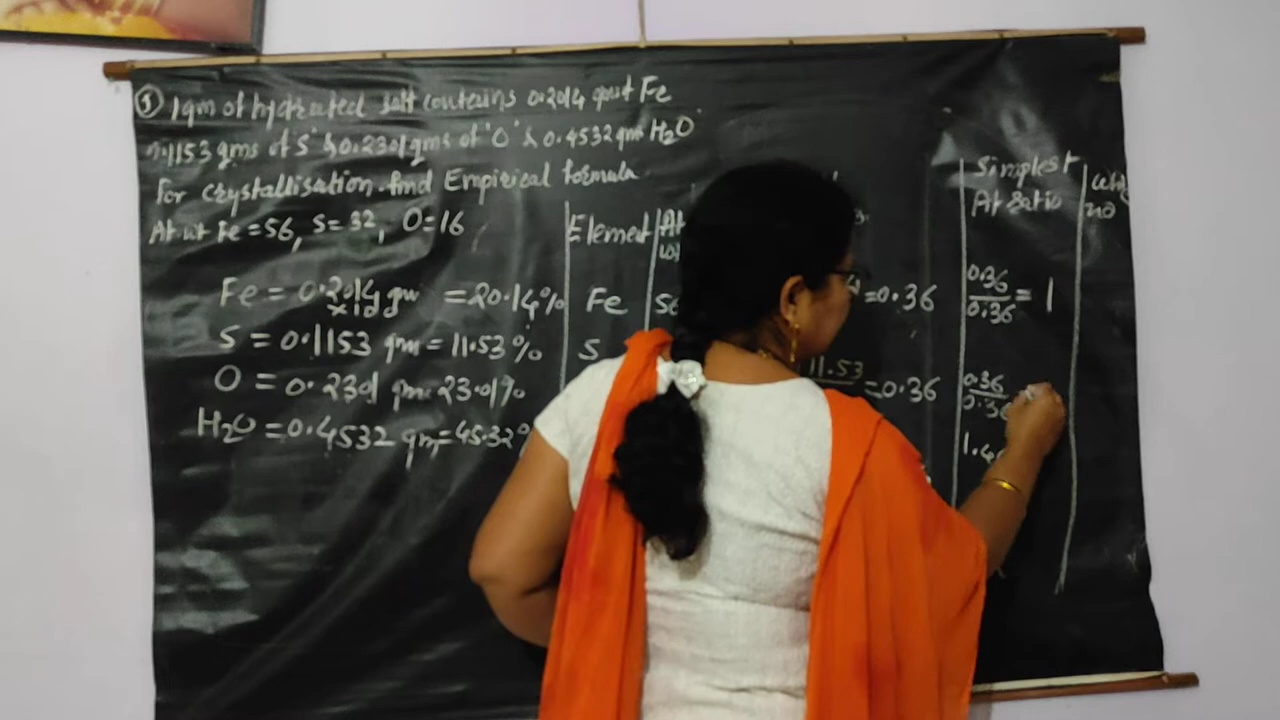 5 1 gm of hydrated salt contains 0.2014 gm of Fe
0.1153 gms of 'S' & 0.2301 gms of 'O' & 0.4532 gms H2O
for crystallisation. find Empirical formula.
At wt Fe = 56, S = 32, O = 16
Fe = 0.2014 gm = 20.14%
×100
S = 0.1153 gm = 11.53%
O = 0.2301 gm 23.01%
H2O = 0.4532 gm = 45.32%
Element At
Fe
=0.36
S
11.53
=0.36
Simplest
At Ratio
no
0.36
0.36 = 1
0.36
0.36